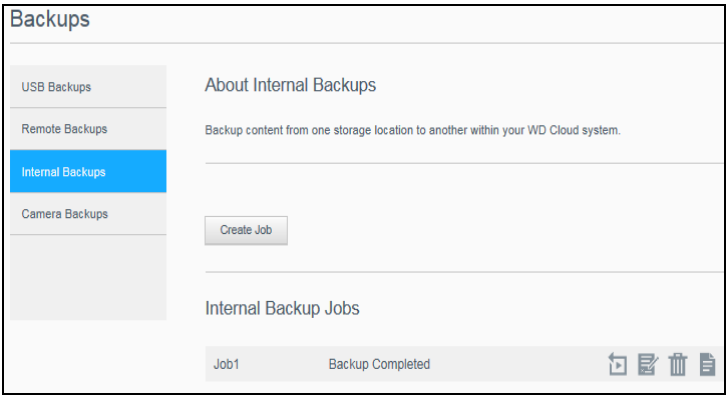 Backups
USB Backups
Remote Backups
Internal Backups
Camera Backups
About Internal Backups
Backup content from one storage location to another within your WD Cloud system.
Create Job
Internal Backup Jobs
Job1 Backup Completed